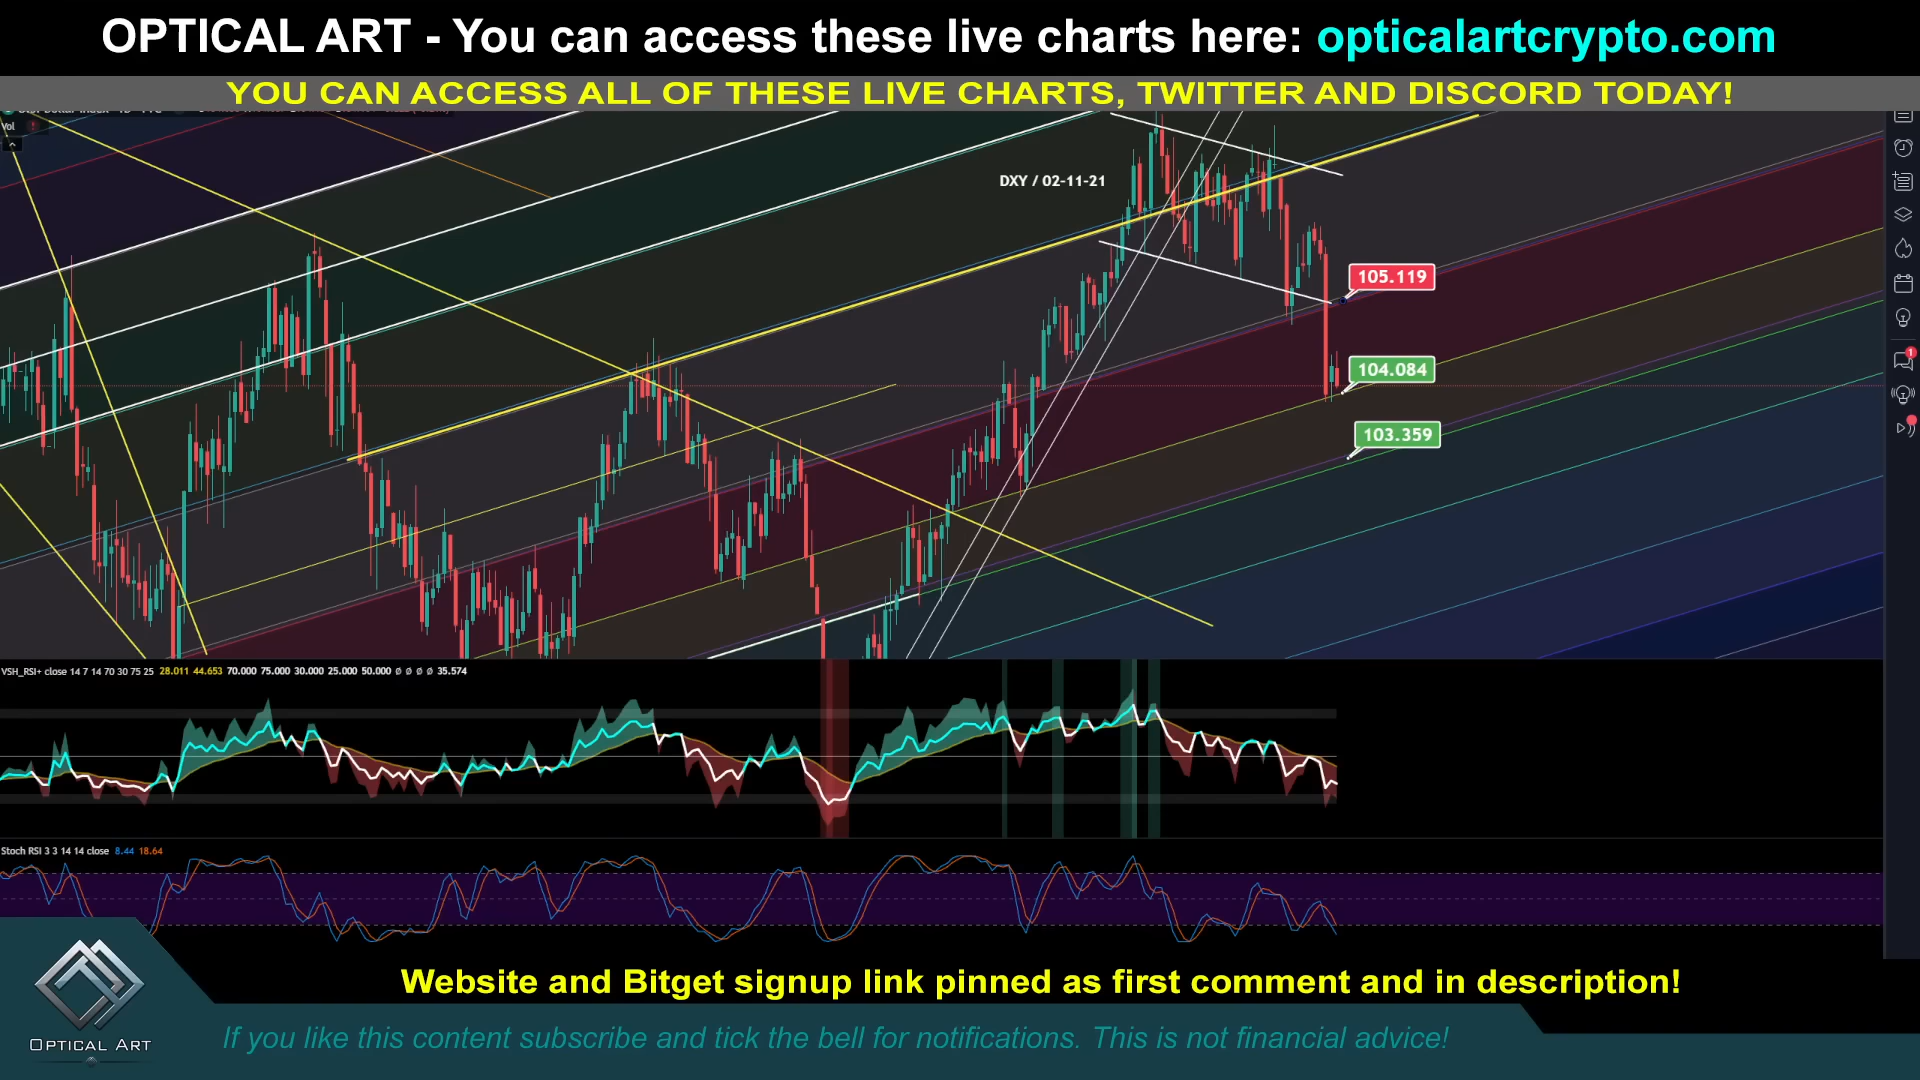 OPTICAL ART - You can access these live charts here: opticalartcrypto.com
YOU CAN ACCESS ALL OF THESE LIVE CHARTS, TWITTER AND DISCORD TODAY!
Vol
DXY / 02-11-21
105.119
104.084
103.359
1
VSH_RSI+ close 14 7 14 70 30 75 25 28.011 44.653 70.000 75.000 30.000 25.000 50.000 ø ø ø ø 35.574
Stoch RSI 3 3 14 14 close 8.44 18.64
Website and Bitget signup link pinned as first comment and in description!
OPTICAL ART
If you like this content subscribe and tick the bell for notifications. This is not financial advice!